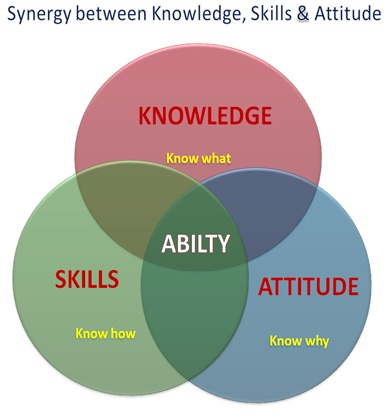 Synergy between Knowledge, Skills & Attitude
KNOWLEDGE
Know what
ABILTY
SKILLS
ATTITUDE
Know how
Know why